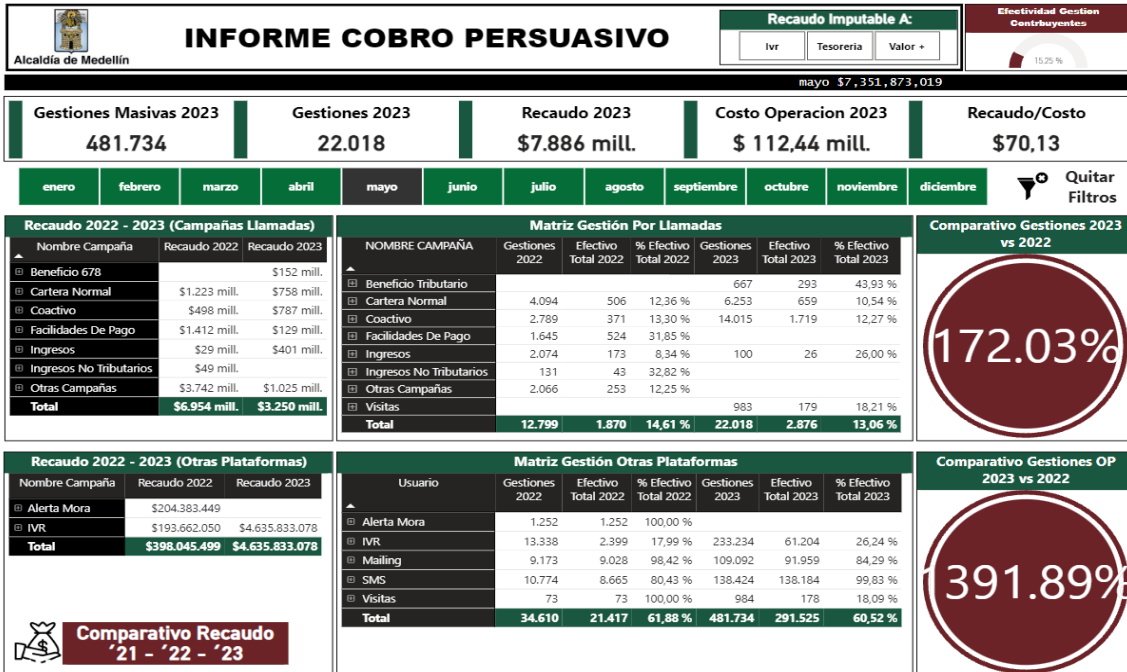 Alcaldía de Medellín
INFORME COBRO PERSUASIVO
Recaudo Imputable A:
Ivr Tesoreria Valor +
Efectividad Gestion
Contrbuyentes
15.25 %
mayo $7,351,873,019
Gestiones Masivas 2023
481.734
Gestiones 2023
22.018
Recaudo 2023
$7.886 mill.
Costo Operacion 2023
$ 112,44 mill.
Recaudo/Costo
$70,13
enero febrero marzo abril mayo junio julio agosto septiembre octubre noviembre diciembre
Quitar
Filtros
Recaudo 2022 - 2023 (Campañas Llamadas)
Nombre Campaña Recaudo 2022 Recaudo 2023
Beneficio 678 $152 mill.
Cartera Normal $1.223 mill. $758 mill.
Coactivo $498 mill. $787 mill.
Facilidades De Pago $1.412 mill. $129 mill.
Ingresos $29 mill. $401 mill.
Ingresos No Tributarios $49 mill.
Otras Campañas $3.742 mill. $1.025 mill.
Total $6.954 mill. $3.250 mill.
Matriz Gestión Por Llamadas
NOMBRE CAMPAÑA Gestiones Efectivo % Efectivo Gestiones Efectivo % Efectivo
2022 Total 2022 Total 2022 2023 Total 2023 Total 2023
Beneficio Tributario 667 293 43,93 %
Cartera Normal 4.094 506 12,36 % 6.253 659 10,54 %
Coactivo 2.789 371 13,30 % 14.015 1.719 12,27 %
Facilidades De Pago 1.645 524 31,85 %
Ingresos 2.074 173 8,34 % 100 26 26,00 %
Ingresos No Tributarios 131 43 32,82 %
Otras Campañas 2.066 253 12,25 %
Visitas 983 179 18,21 %
Total 12.799 1.870 14,61 % 22.018 2.876 13,06 %
Comparativo Gestiones 2023
vs 2022
172.03%
Recaudo 2022 - 2023 (Otras Plataformas)
Nombre Campaña Recaudo 2022 Recaudo 2023
Alerta Mora $204.383.449
IVR $193.662.050 $4.635.833.078
Total $398.045.499 $4.635.833.078
Comparativo Recaudo
´21 - ´22 - ´23
Matriz Gestión Otras Plataformas
Usuario Gestiones Efectivo % Efectivo Gestiones Efectivo % Efectivo
2022 Total 2022 Total 2022 2023 Total 2023 Total 2023
Alerta Mora 1.252 1.252 100,00 %
IVR 13.338 2.399 17,99 % 233.234 61.204 26,24 %
Mailing 9.173 9.028 98,42 % 109.092 91.959 84,29 %
SMS 10.774 8.665 80,43 % 138.424 138.184 99,83 %
Visitas 73 73 100,00 % 984 178 18,09 %
Total 34.610 21.417 61,88 % 481.734 291.525 60,52 %
Comparativo Gestiones OP
2023 vs 2022
1391.89%